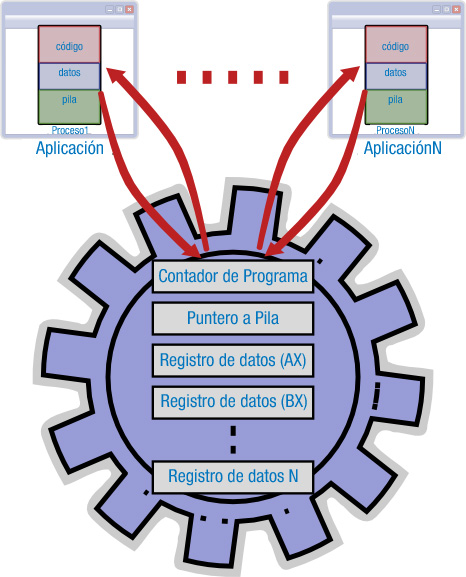 código
datos
pila
Proceso1
Aplicación
código
datos
pila
ProcesoN
AplicaciónN
Contador de Programa
Puntero a Pila
Registro de datos (AX)
Registro de datos (BX)
Registro de datos N